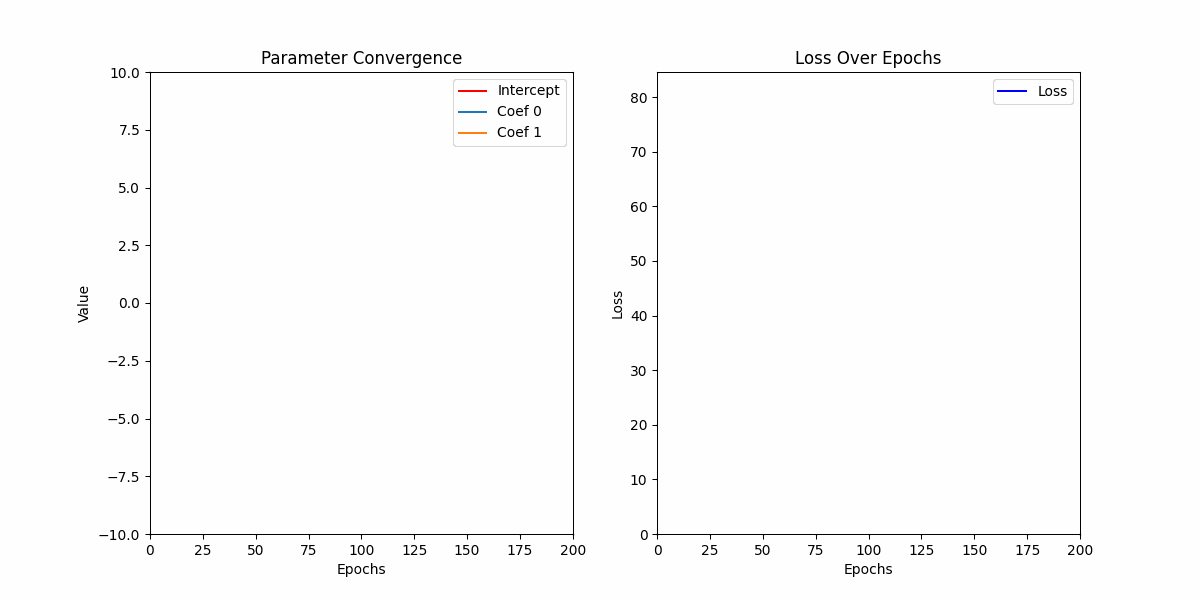 Parameter Convergence
10.0
7.5
5.0
2.5
0.0
−2.5
−5.0
−7.5
−10.0
Value
0 25 50 75 100 125 150 175 200
Epochs
Intercept
Coef 0
Coef 1
Loss Over Epochs
80
70
60
50
40
30
20
10
0
Loss
0 25 50 75 100 125 150 175 200
Epochs
Loss